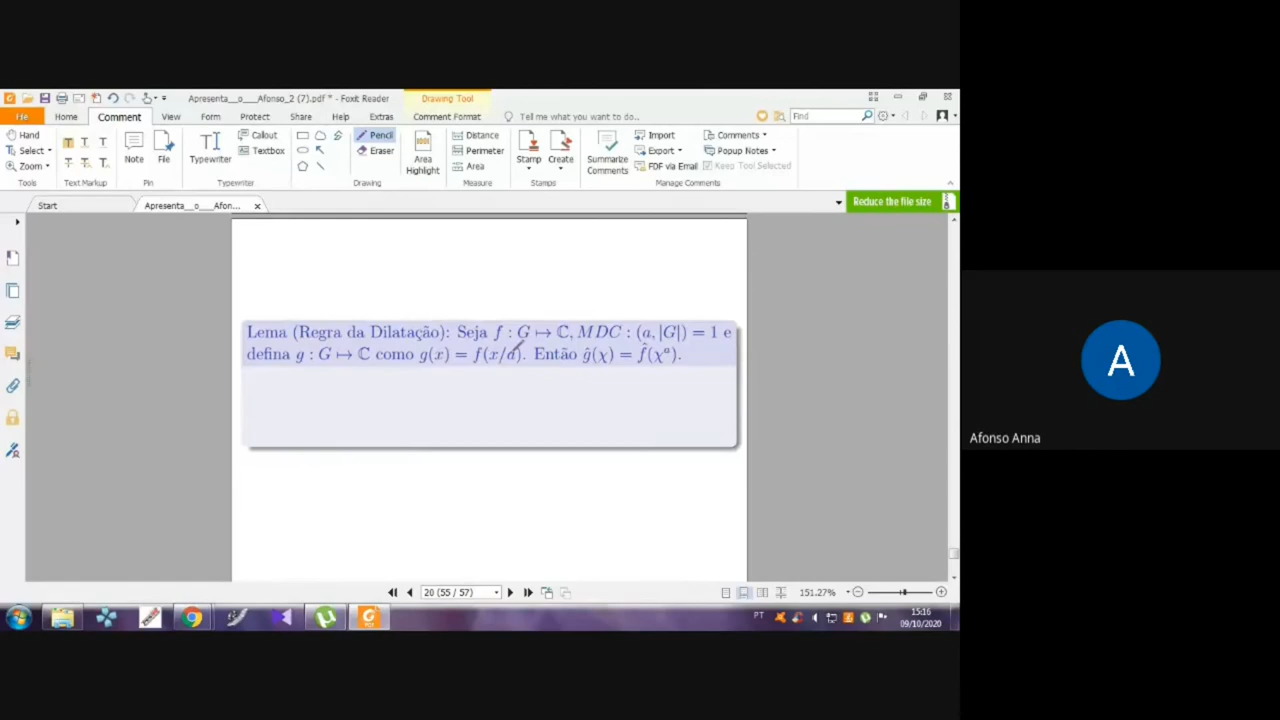 Apresenta__o___Afonso_2 (7).pdf * - Foxit Reader
Drawing Tool
File Home Comment View Form Protect Share Help Extras Comment Format Tell me what you want to do.. Find
Hand
Select
Zoom
Tools
Text Markup
Note
File
Pin
Typewriter
Callout
Textbox
Typewriter
Pencil
Eraser
Drawing
Area
Highlight
Distance
Perimeter
Area
Measure
Stamp
Create
Stamps
Summarize
Comments
Import
Export
FDF via Email
Comments
Popup Notes
Keep Tool Selected
Manage Comments
Start
Apresenta__o___Afon...
Reduce the file size
Lema (Regra da Dilatação): Seja f : G ↦ ℂ, MDC : (a, |G|) = 1 e
defina g : G ↦ ℂ como g(x) = f(x/a). Então ĝ(χ) = f̂(χᵃ).
A
Afonso Anna
20 (55 / 57)
151.27%
PT
15:16
09/10/2020